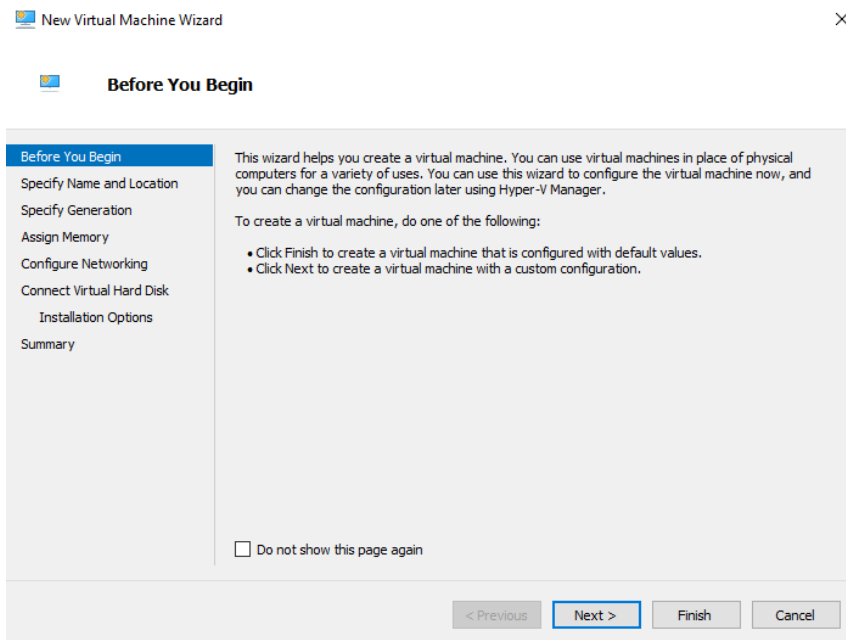 New Virtual Machine Wizard
Before You Begin
Before You Begin
Specify Name and Location
Specify Generation
Assign Memory
Configure Networking
Connect Virtual Hard Disk
Installation Options
Summary
This wizard helps you create a virtual machine. You can use virtual machines in place of physical
computers for a variety of uses. You can use this wizard to configure the virtual machine now, and
you can change the configuration later using Hyper-V Manager.
To create a virtual machine, do one of the following:
• Click Finish to create a virtual machine that is configured with default values.
• Click Next to create a virtual machine with a custom configuration.
Do not show this page again
< Previous
Next >
Finish
Cancel